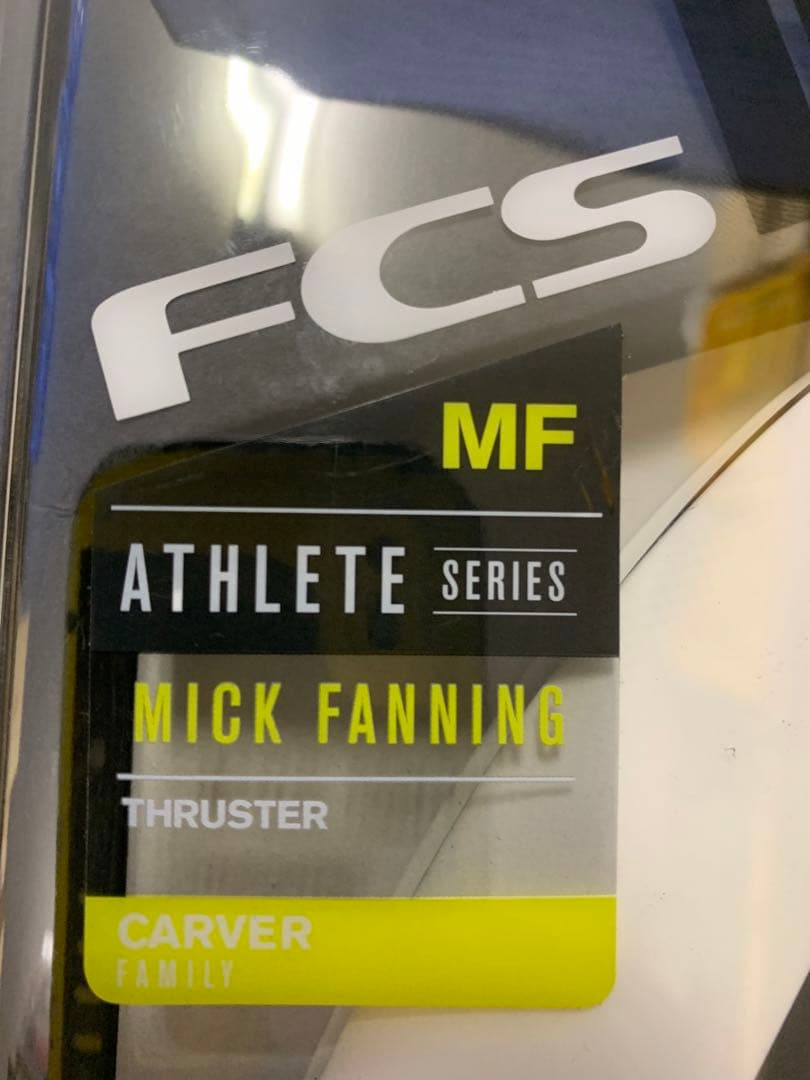 FCS
MF
ATHLETE SERIES
MICK FANNING
THRUSTER
CARVER
FAMILY